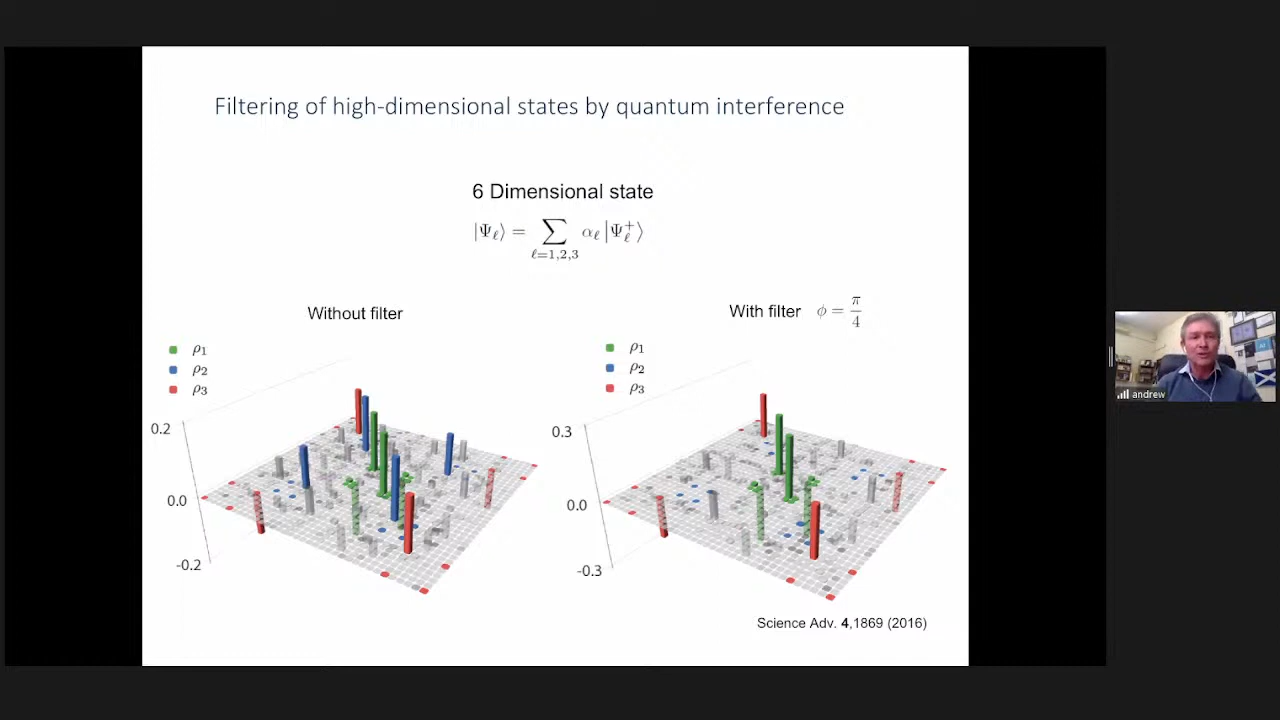 Filtering of high-dimensional states by quantum interference
6 Dimensional state
|Ψℓ⟩ = ∑ αℓ |Ψℓ⁺⟩
ℓ=1,2,3
Without filter
With filter ϕ = π/4
ρ1
ρ2
ρ3
0.2
0.0
-0.2
ρ1
ρ2
ρ3
0.3
0.0
-0.3
Science Adv. 4,1869 (2016)
andrew